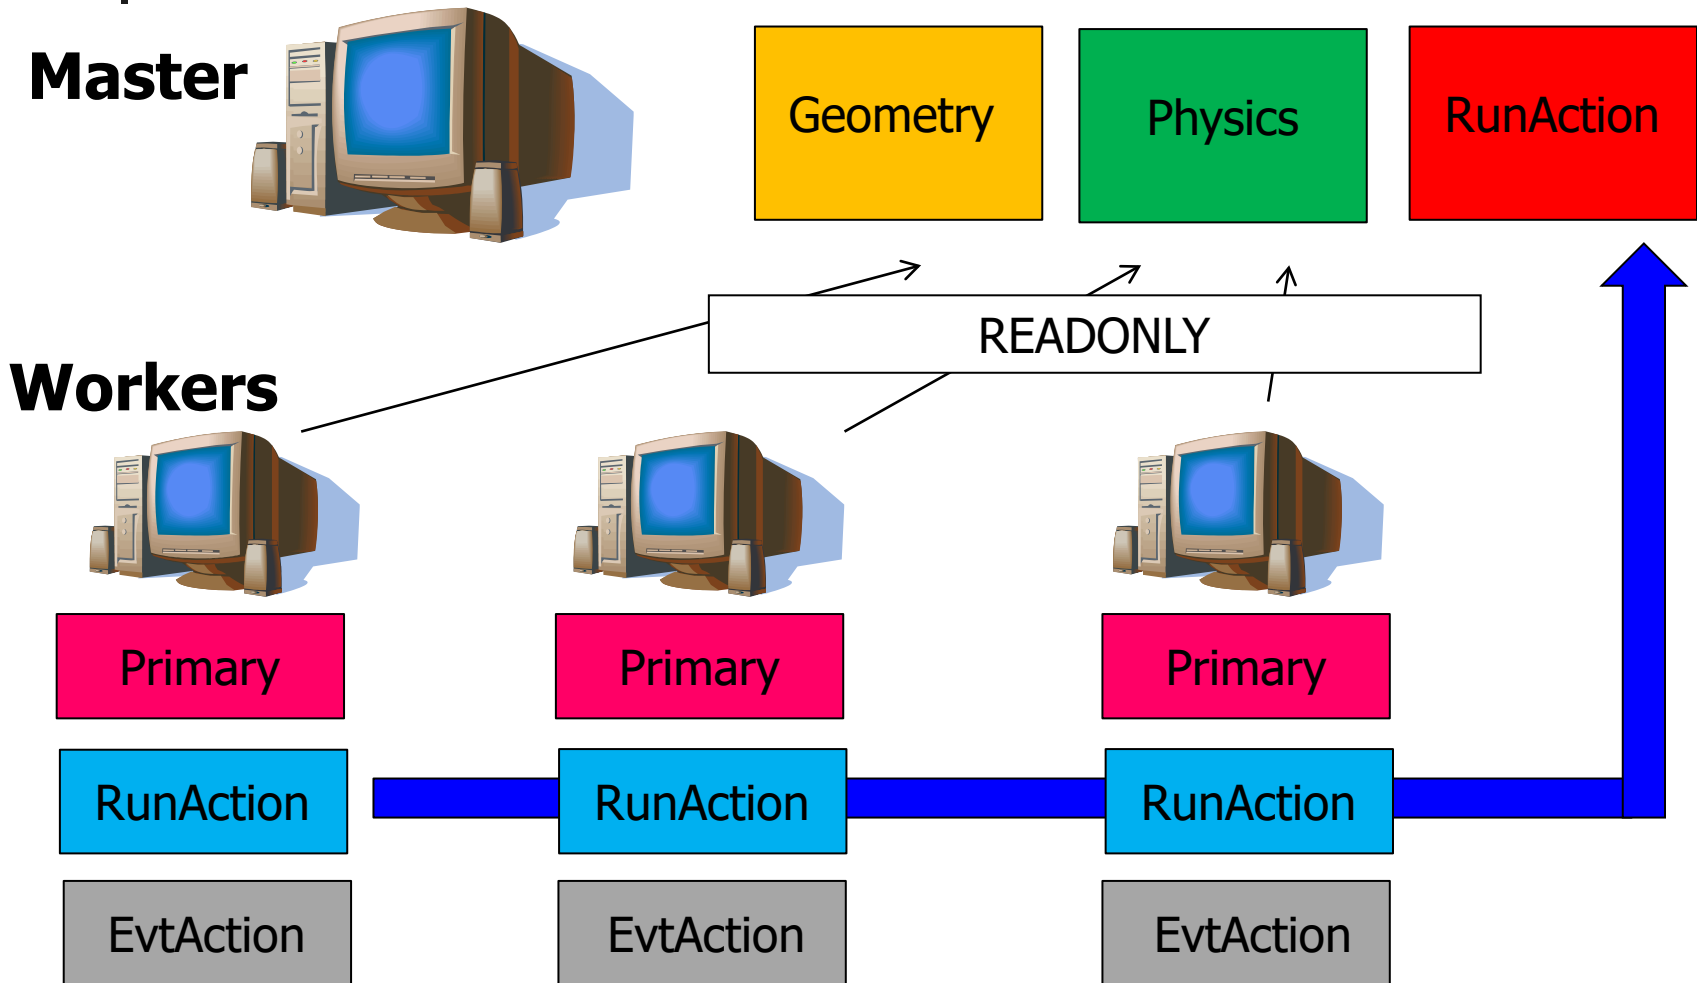 Master
Geometry
Physics
RunAction
READONLY
Workers
Primary
Primary
Primary
RunAction
RunAction
RunAction
EvtAction
EvtAction
EvtAction